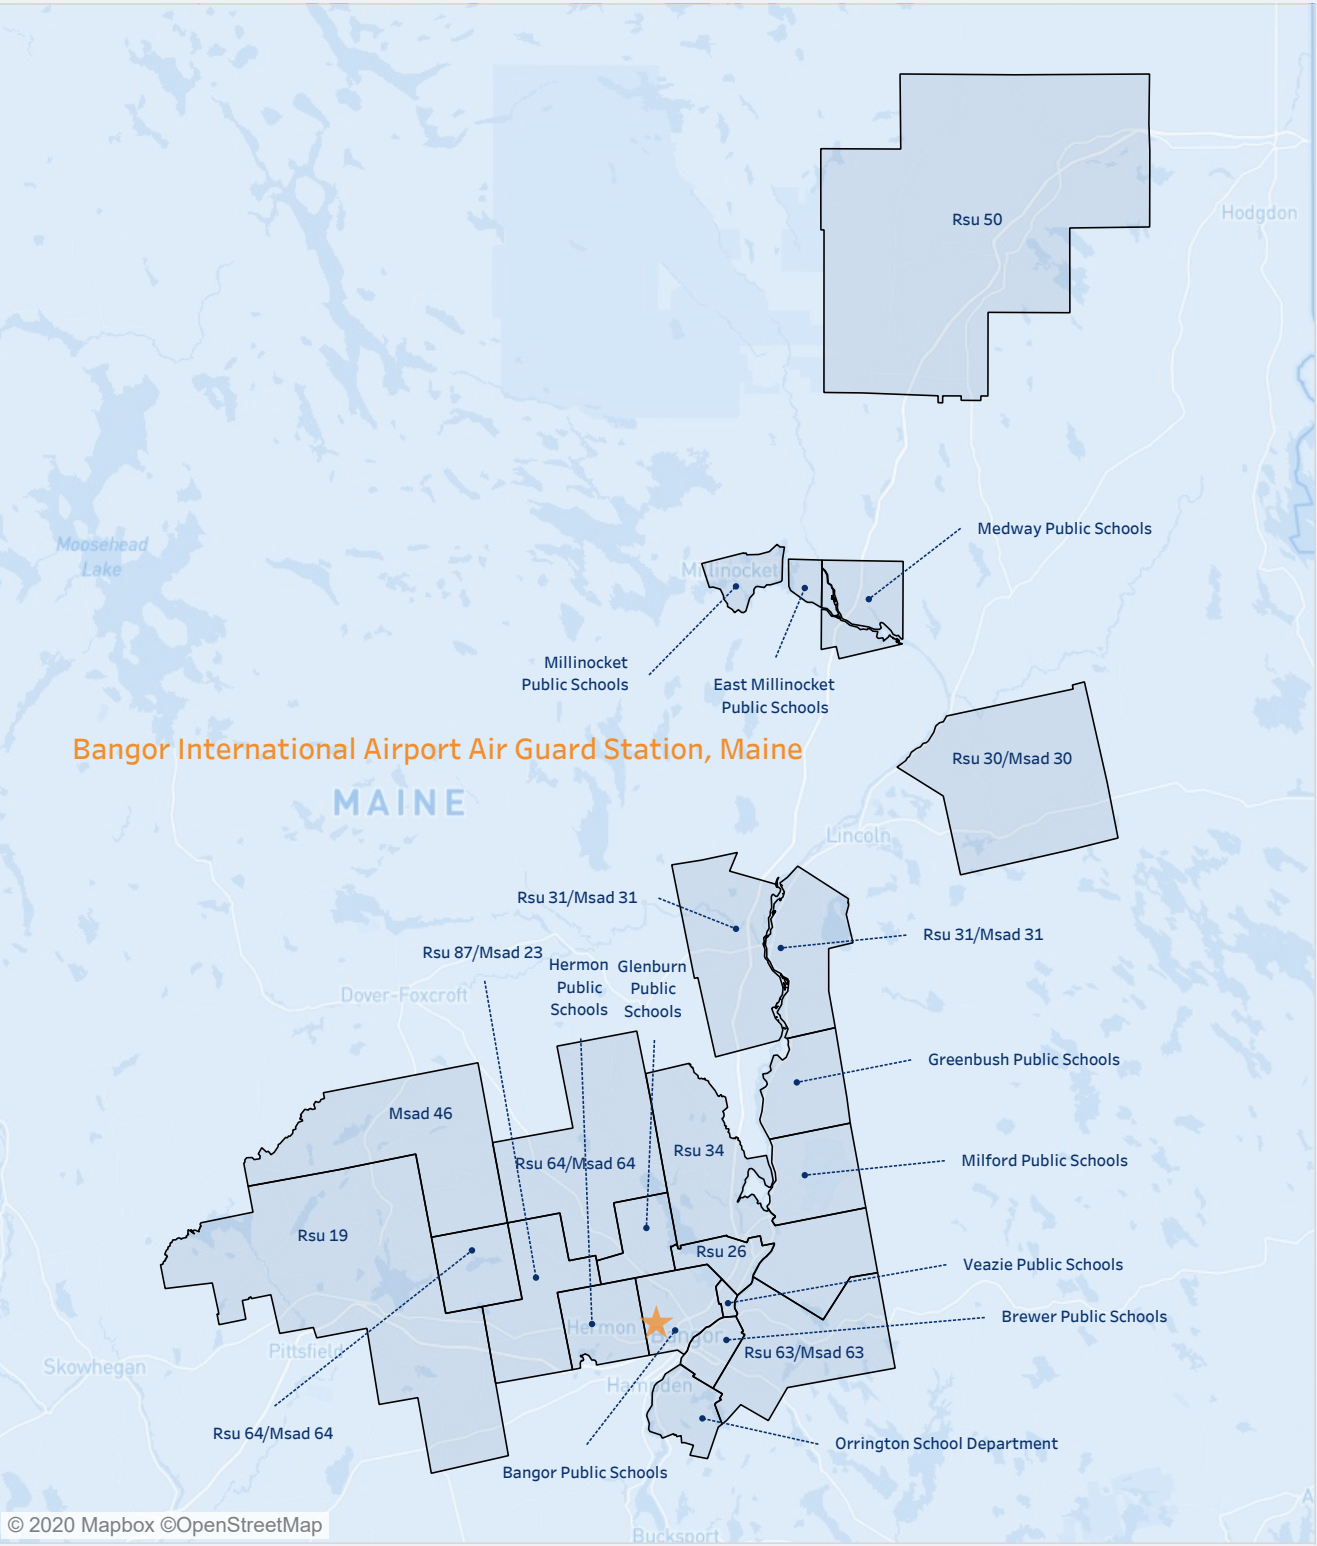 Rsu 50
Hodgdon
Medway Public Schools
Moosehead
Lake
Millinocket
Millinocket
Public Schools
East Millinocket
Public Schools
Bangor International Airport Air Guard Station, Maine
Rsu 30/Msad 30
MAINE
Lincoln
Rsu 31/Msad 31
Rsu 31/Msad 31
Rsu 87/Msad 23
Hermon
Public
Schools
Glenburn
Public
Schools
Dover-Foxcroft
Greenbush Public Schools
Msad 46
Rsu 64/Msad 64
Rsu 34
Milford Public Schools
Rsu 19
Rsu 26
Veazie Public Schools
Brewer Public Schools
Hermon
Bangor
Rsu 63/Msad 63
Pittsfield
Skowhegan
Hampden
Rsu 64/Msad 64
Orrington School Department
Bangor Public Schools
© 2020 Mapbox ©OpenStreetMap
Bucksport